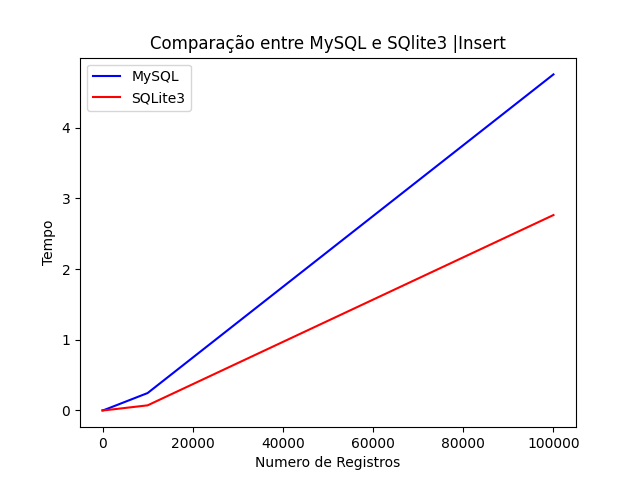 Comparação entre MySQL e SQlite3 |Insert
MySQL
SQLite3
Tempo
4
3
2
1
0
0 20000 40000 60000 80000 100000
Numero de Registros